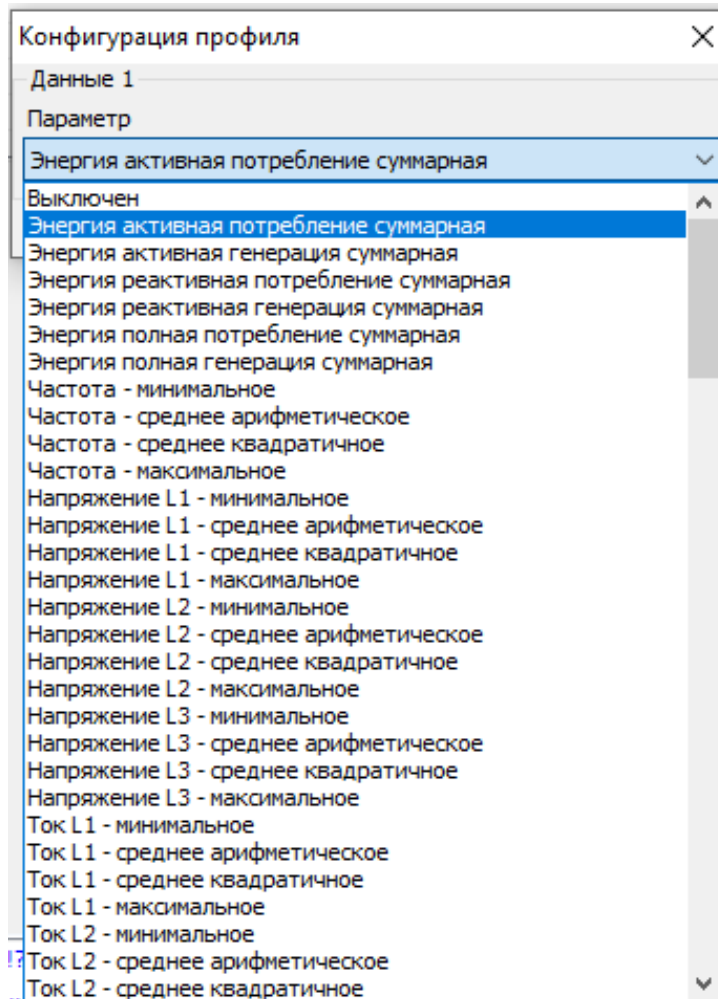 Конфигурация профиля
Данные 1
Параметр
Энергия активная потребление суммарная
Выключен
Энергия активная потребление суммарная
Энергия активная генерация суммарная
Энергия реактивная потребление суммарная
Энергия реактивная генерация суммарная
Энергия полная потребление суммарная
Энергия полная генерация суммарная
Частота - минимальное
Частота - среднее арифметическое
Частота - среднее квадратичное
Частота - максимальное
Напряжение L1 - минимальное
Напряжение L1 - среднее арифметическое
Напряжение L1 - среднее квадратичное
Напряжение L1 - максимальное
Напряжение L2 - минимальное
Напряжение L2 - среднее арифметическое
Напряжение L2 - среднее квадратичное
Напряжение L2 - максимальное
Напряжение L3 - минимальное
Напряжение L3 - среднее арифметическое
Напряжение L3 - среднее квадратичное
Напряжение L3 - максимальное
Ток L1 - минимальное
Ток L1 - среднее арифметическое
Ток L1 - среднее квадратичное
Ток L1 - максимальное
Ток L2 - минимальное
Ток L2 - среднее арифметическое
Ток L2 - среднее квадратичное